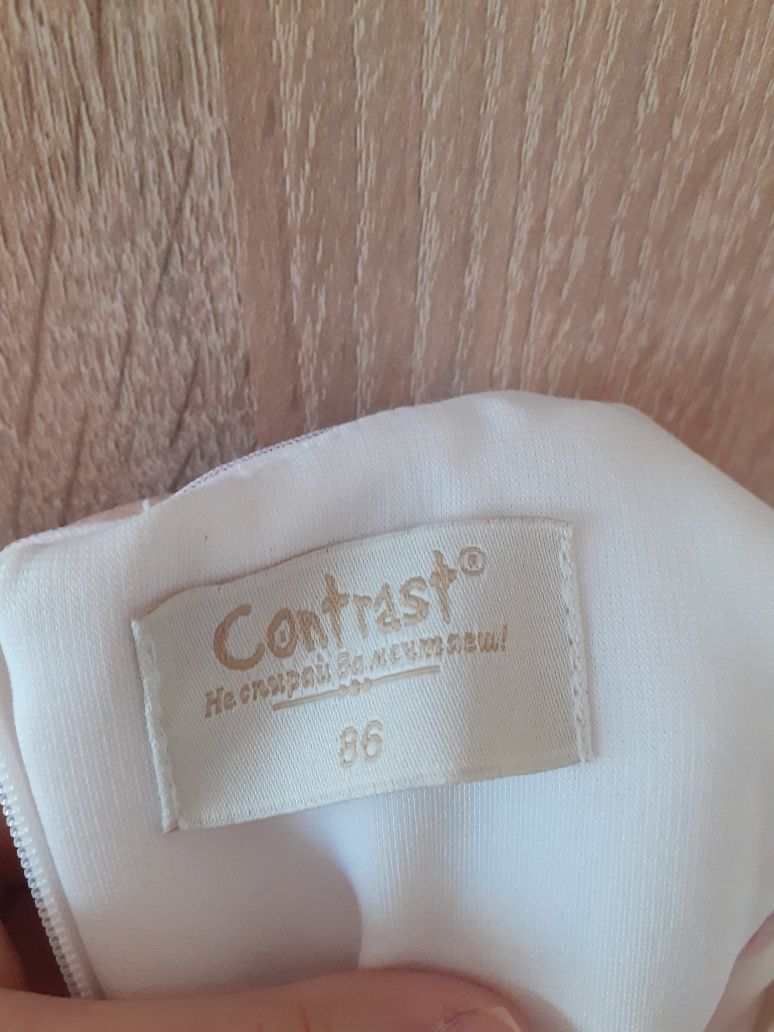 Contrast®
Не спирай да мечтаеш!
86